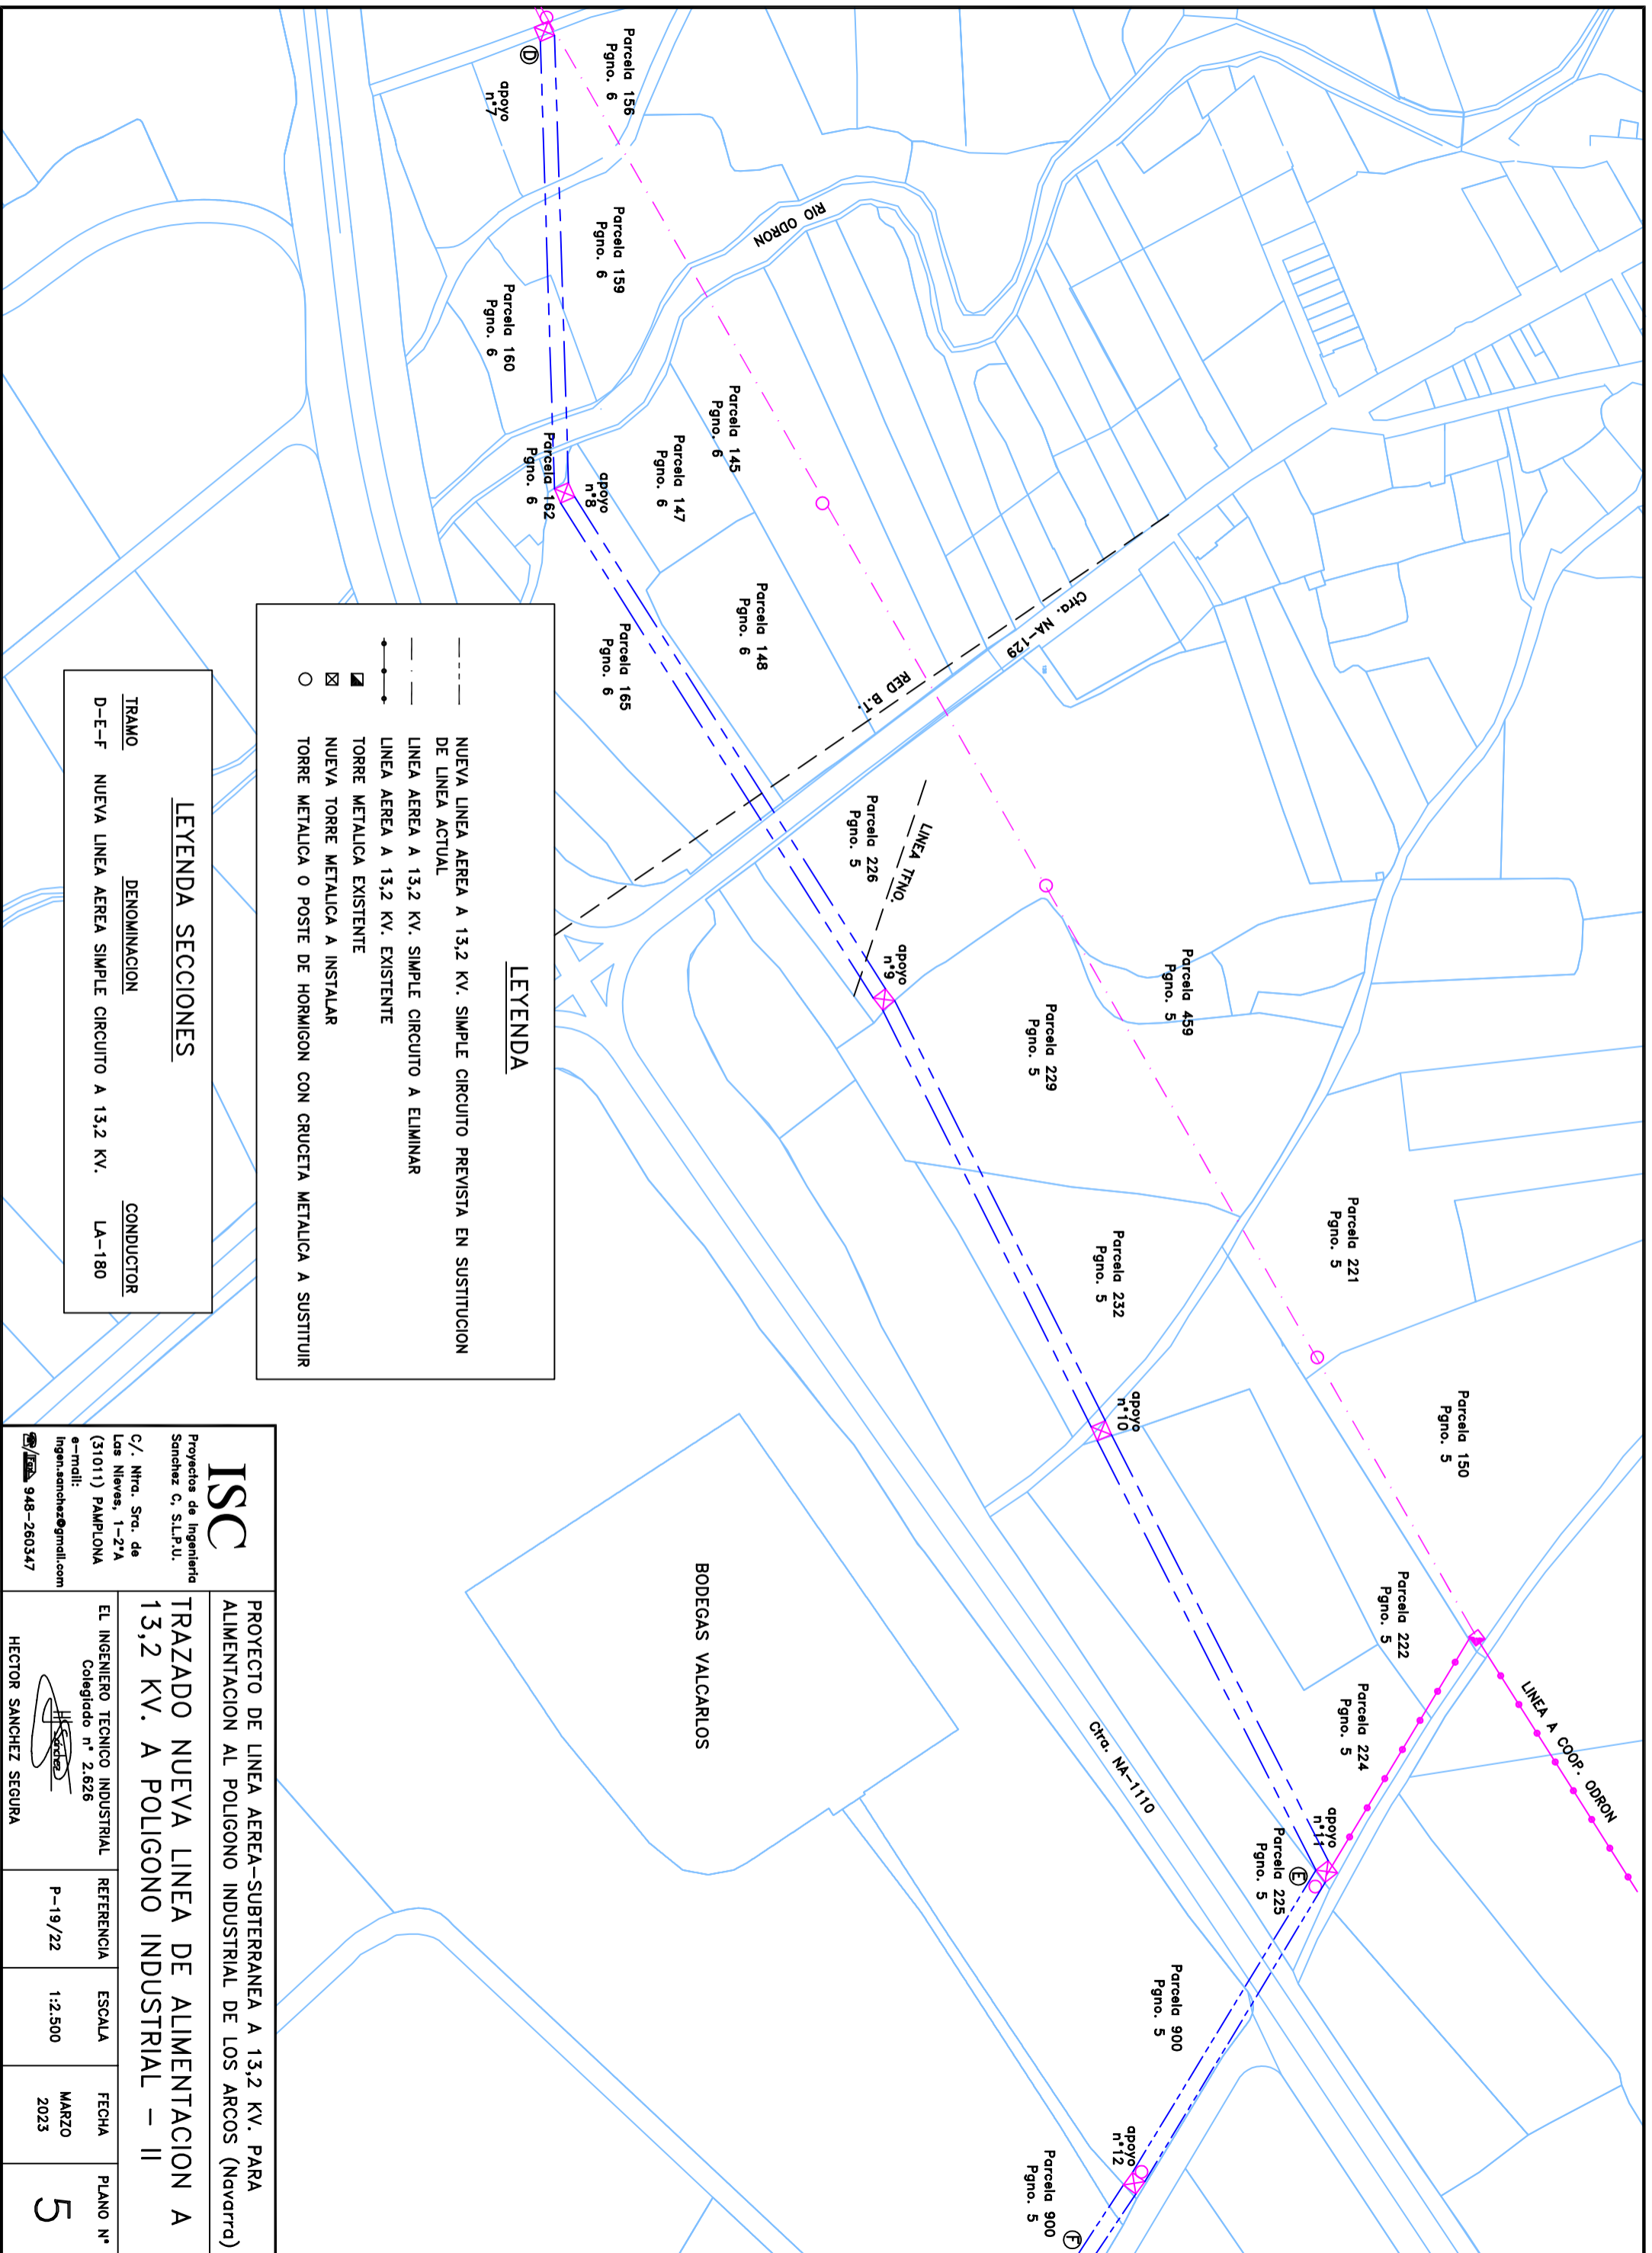 Parcela 156
Pgno. 6
D
apoyo
n°7
Parcela 159
Pgno. 6
Parcela 160
Pgno. 6
RIO ODRON
Parcela 145
Pgno. 6
Parcela 147
Pgno. 6
Parcela 162
Pgno. 6
apoyo
n°8
Parcela 148
Pgno. 6
Parcela 165
Pgno. 6
Ctra. NA-129
RED B.T.
Parcela 226
Pgno. 5
LINEA TFNO.
apoyo
n°9
Parcela 459
Pgno. 5
Parcela 229
Pgno. 5
Parcela 221
Pgno. 5
Parcela 232
Pgno. 5
apoyo
n°10
Parcela 150
Pgno. 5
Parcela 222
Pgno. 5
Parcela 224
Pgno. 5
LINEA A COOP. ODRON
apoyo
n°11
Parcela 225
Pgno. 5
E
Ctra. NA-1110
BODEGAS VALCARLOS
Parcela 900
Pgno. 5
apoyo
n°12
Parcela 900
Pgno. 5
F
LEYENDA
NUEVA LINEA AEREA A 13,2 KV. SIMPLE CIRCUITO PREVISTA EN SUSTITUCION
DE LINEA ACTUAL
LINEA AEREA A 13,2 KV. SIMPLE CIRCUITO A ELIMINAR
LINEA AEREA A 13,2 KV. EXISTENTE
TORRE METALICA EXISTENTE
NUEVA TORRE METALICA A INSTALAR
TORRE METALICA O POSTE DE HORMIGON CON CRUCETA METALICA A SUSTITUIR
LEYENDA SECCIONES
TRAMO DENOMINACION CONDUCTOR
D-E-F NUEVA LINEA AEREA SIMPLE CIRCUITO A 13,2 KV. LA-180
ISC
Proyectos de Ingenieria
Sanchez C, S.L.P.U.
C/. Ntra. Sra. de
Las Nieves, 1-2°A
(31011) PAMPLONA
e-mail:
ingen.sanchez@gmail.com
☎/Fax. 948-260347
PROYECTO DE LINEA AEREA-SUBTERRANEA A 13,2 KV. PARA
ALIMENTACION AL POLIGONO INDUSTRIAL DE LOS ARCOS (Navarra)
TRAZADO NUEVA LINEA DE ALIMENTACION A
13,2 KV. A POLIGONO INDUSTRIAL - II
EL INGENIERO TECNICO INDUSTRIAL
Colegiado n° 2.626
HECTOR SANCHEZ SEGURA
REFERENCIA
P-19/22
ESCALA
1:2.500
FECHA
MARZO
2023
PLANO N°
5